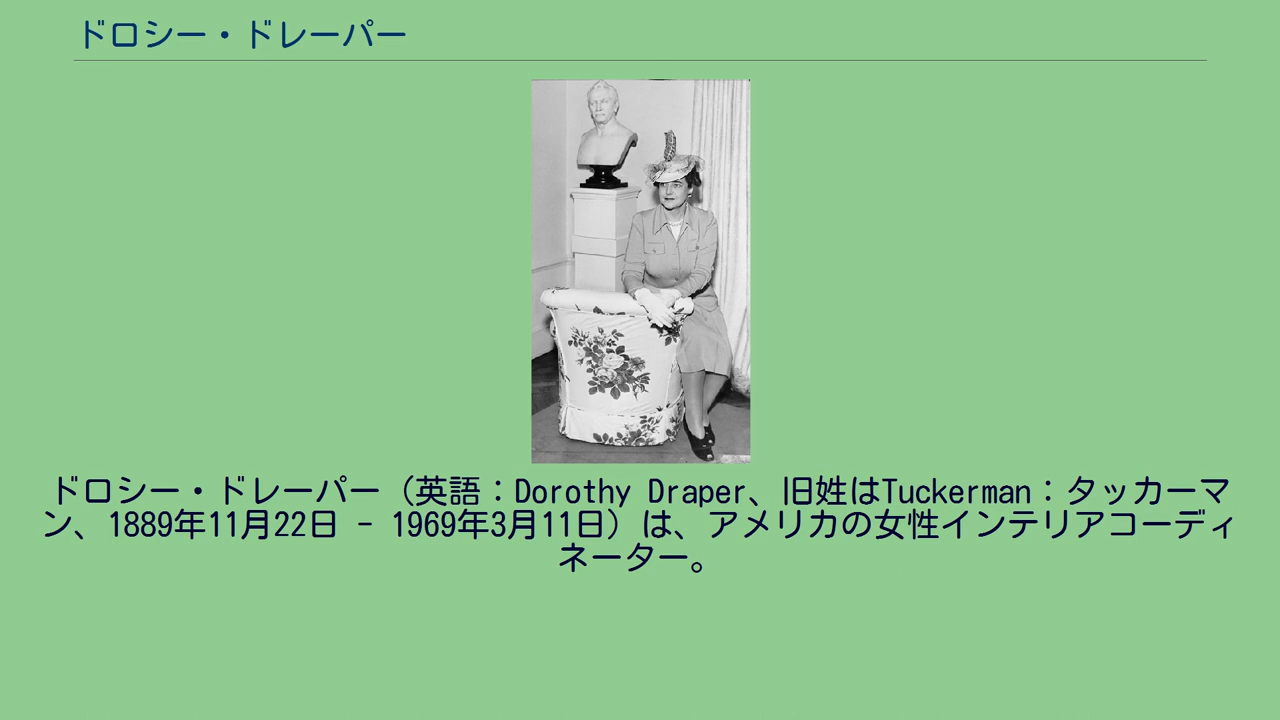 ドロシー・ドレーパー
ドロシー・ドレーパー（英語：Dorothy Draper、旧姓はTuckerman：タッカーマ
ン、1889年11月22日 - 1969年3月11日）は、アメリカの女性インテリアコーディ
ネーター。